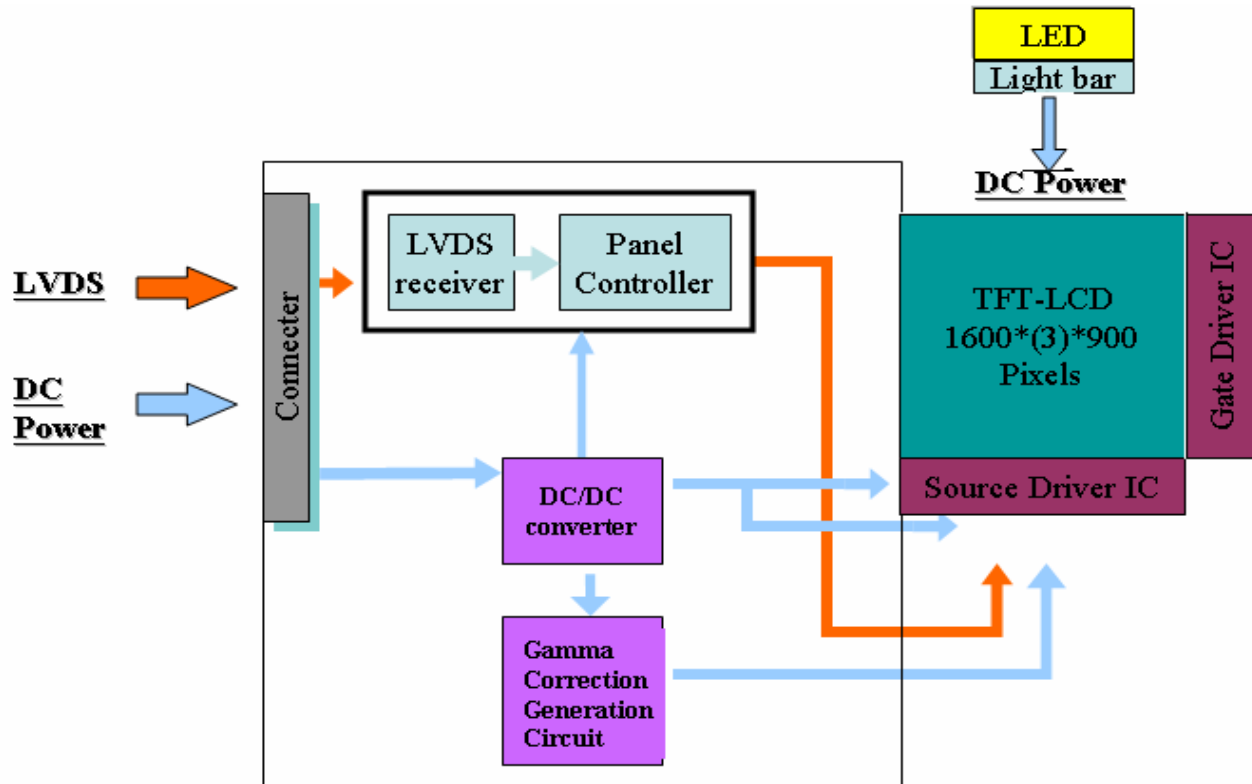 LED
Light bar
DC Power
LVDS
DC
Power
Connecter
LVDS
receiver
Panel
Controller
TFT-LCD
1600*(3)*900
Pixels
Gate Driver IC
Source Driver IC
DC/DC
converter
Gamma
Correction
Generation
Circuit